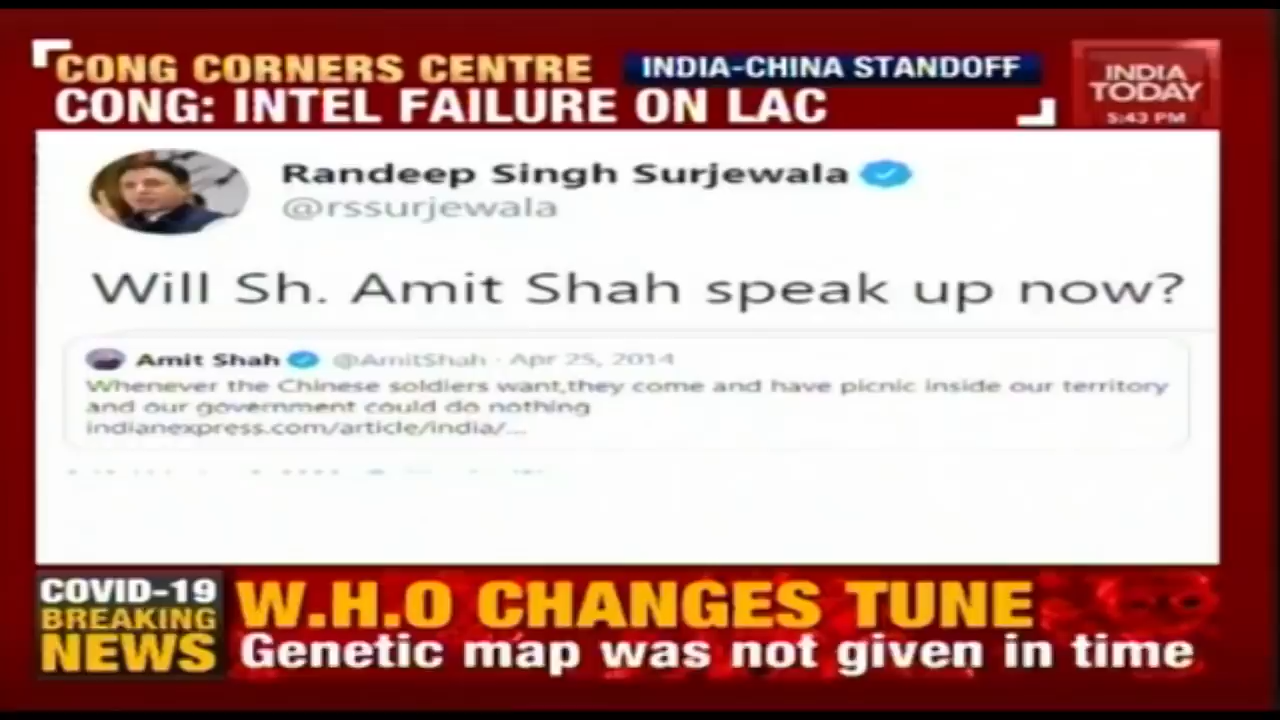 CONG CORNERS CENTRE
INDIA-CHINA STANDOFF
CONG: INTEL FAILURE ON LAC
INDIA
TODAY
5:43 PM
Randeep Singh Surjewala
@rssurjewala
Will Sh. Amit Shah speak up now?
Amit Shah @AmitShah · Apr 25, 2014
Whenever the Chinese soldiers want,they come and have picnic inside our territory
and our government could do nothing
indianexpress.com/article/india/...
COVID-19
BREAKING
NEWS
W.H.O CHANGES TUNE
Genetic map was not given in time